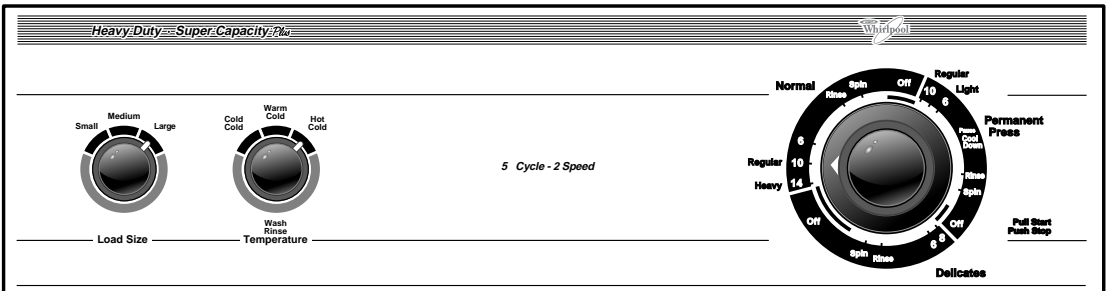 Heavy Duty - Super Capacity Plus
Whirlpool
Small
Medium
Large
Load Size
Cold
Cold
Warm
Cold
Hot
Cold
Wash
Rinse
Temperature
5 Cycle - 2 Speed
Normal
Rinse
Spin
Off
Regular
10
Light
6
Permanent
Press
Pause
Cool
Down
Rinse
Spin
Off
8
6
Delicates
Rinse
Spin
Off
Heavy 14
Regular 10
6
Pull Start
Push Stop